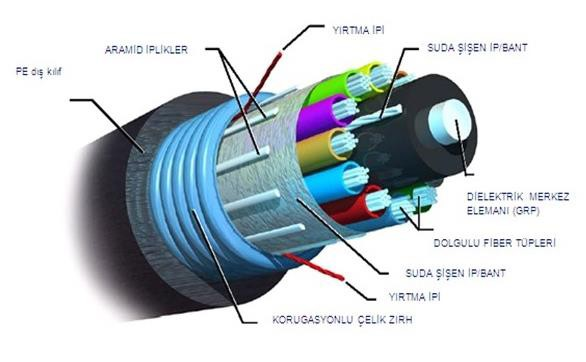 YIRTMA İPİ
ARAMİD İPLİKLER
SUDA ŞİŞEN İP/BANT
PE dış kılıf
DİELEKTRİK MERKEZ
ELEMANI (GRP)
DOLGULU FİBER TÜPLERİ
SUDA ŞİŞEN İP/BANT
YIRTMA İPİ
KORUGASYONLU ÇELİK ZIRH